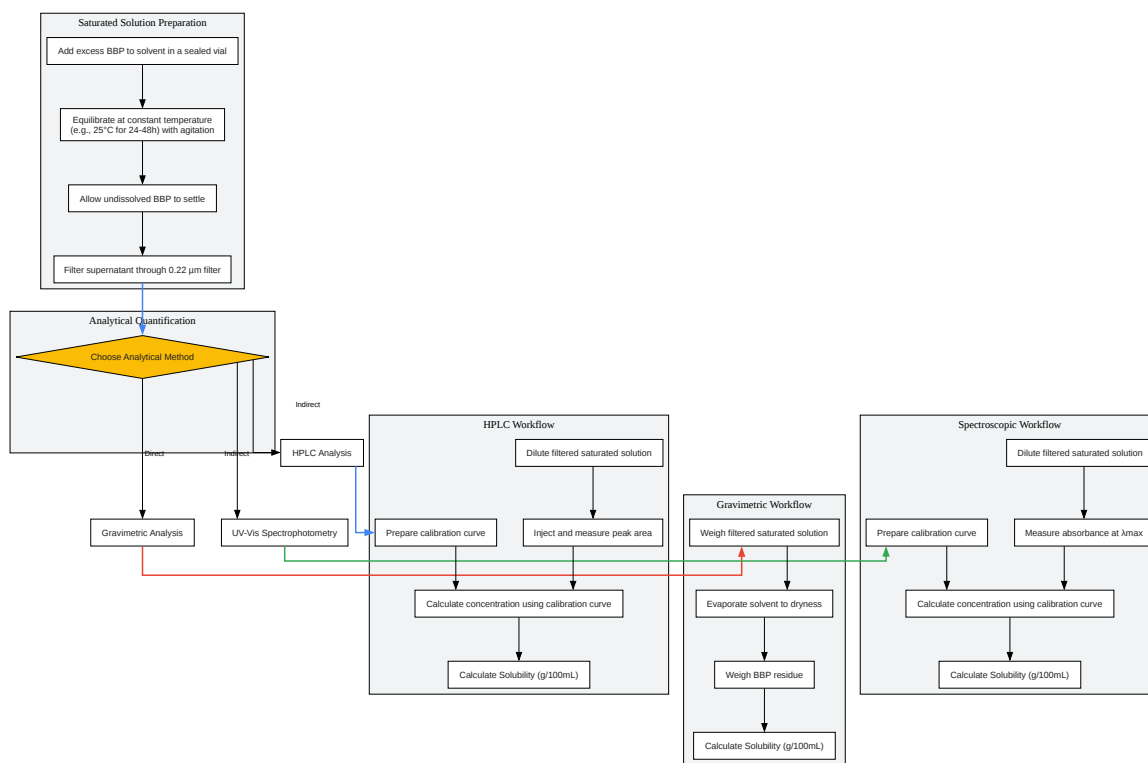 Saturated Solution Preparation
Add excess BBP to solvent in a sealed vial
Equilibrate at constant temperature
(e.g., 25°C for 24-48h) with agitation
Allow undissolved BBP to settle
Filter supernatant through 0.22 µm filter
Analytical Quantification
Choose Analytical Method
Indirect
Direct
Indirect
HPLC Analysis
Gravimetric Analysis
UV-Vis Spectrophotometry
HPLC Workflow
Dilute filtered saturated solution
Prepare calibration curve
Inject and measure peak area
Calculate concentration using calibration curve
Calculate Solubility (g/100mL)
Gravimetric Workflow
Weigh filtered saturated solution
Evaporate solvent to dryness
Weigh BBP residue
Calculate Solubility (g/100mL)
Spectroscopic Workflow
Dilute filtered saturated solution
Prepare calibration curve
Measure absorbance at λmax
Calculate concentration using calibration curve
Calculate Solubility (g/100mL)